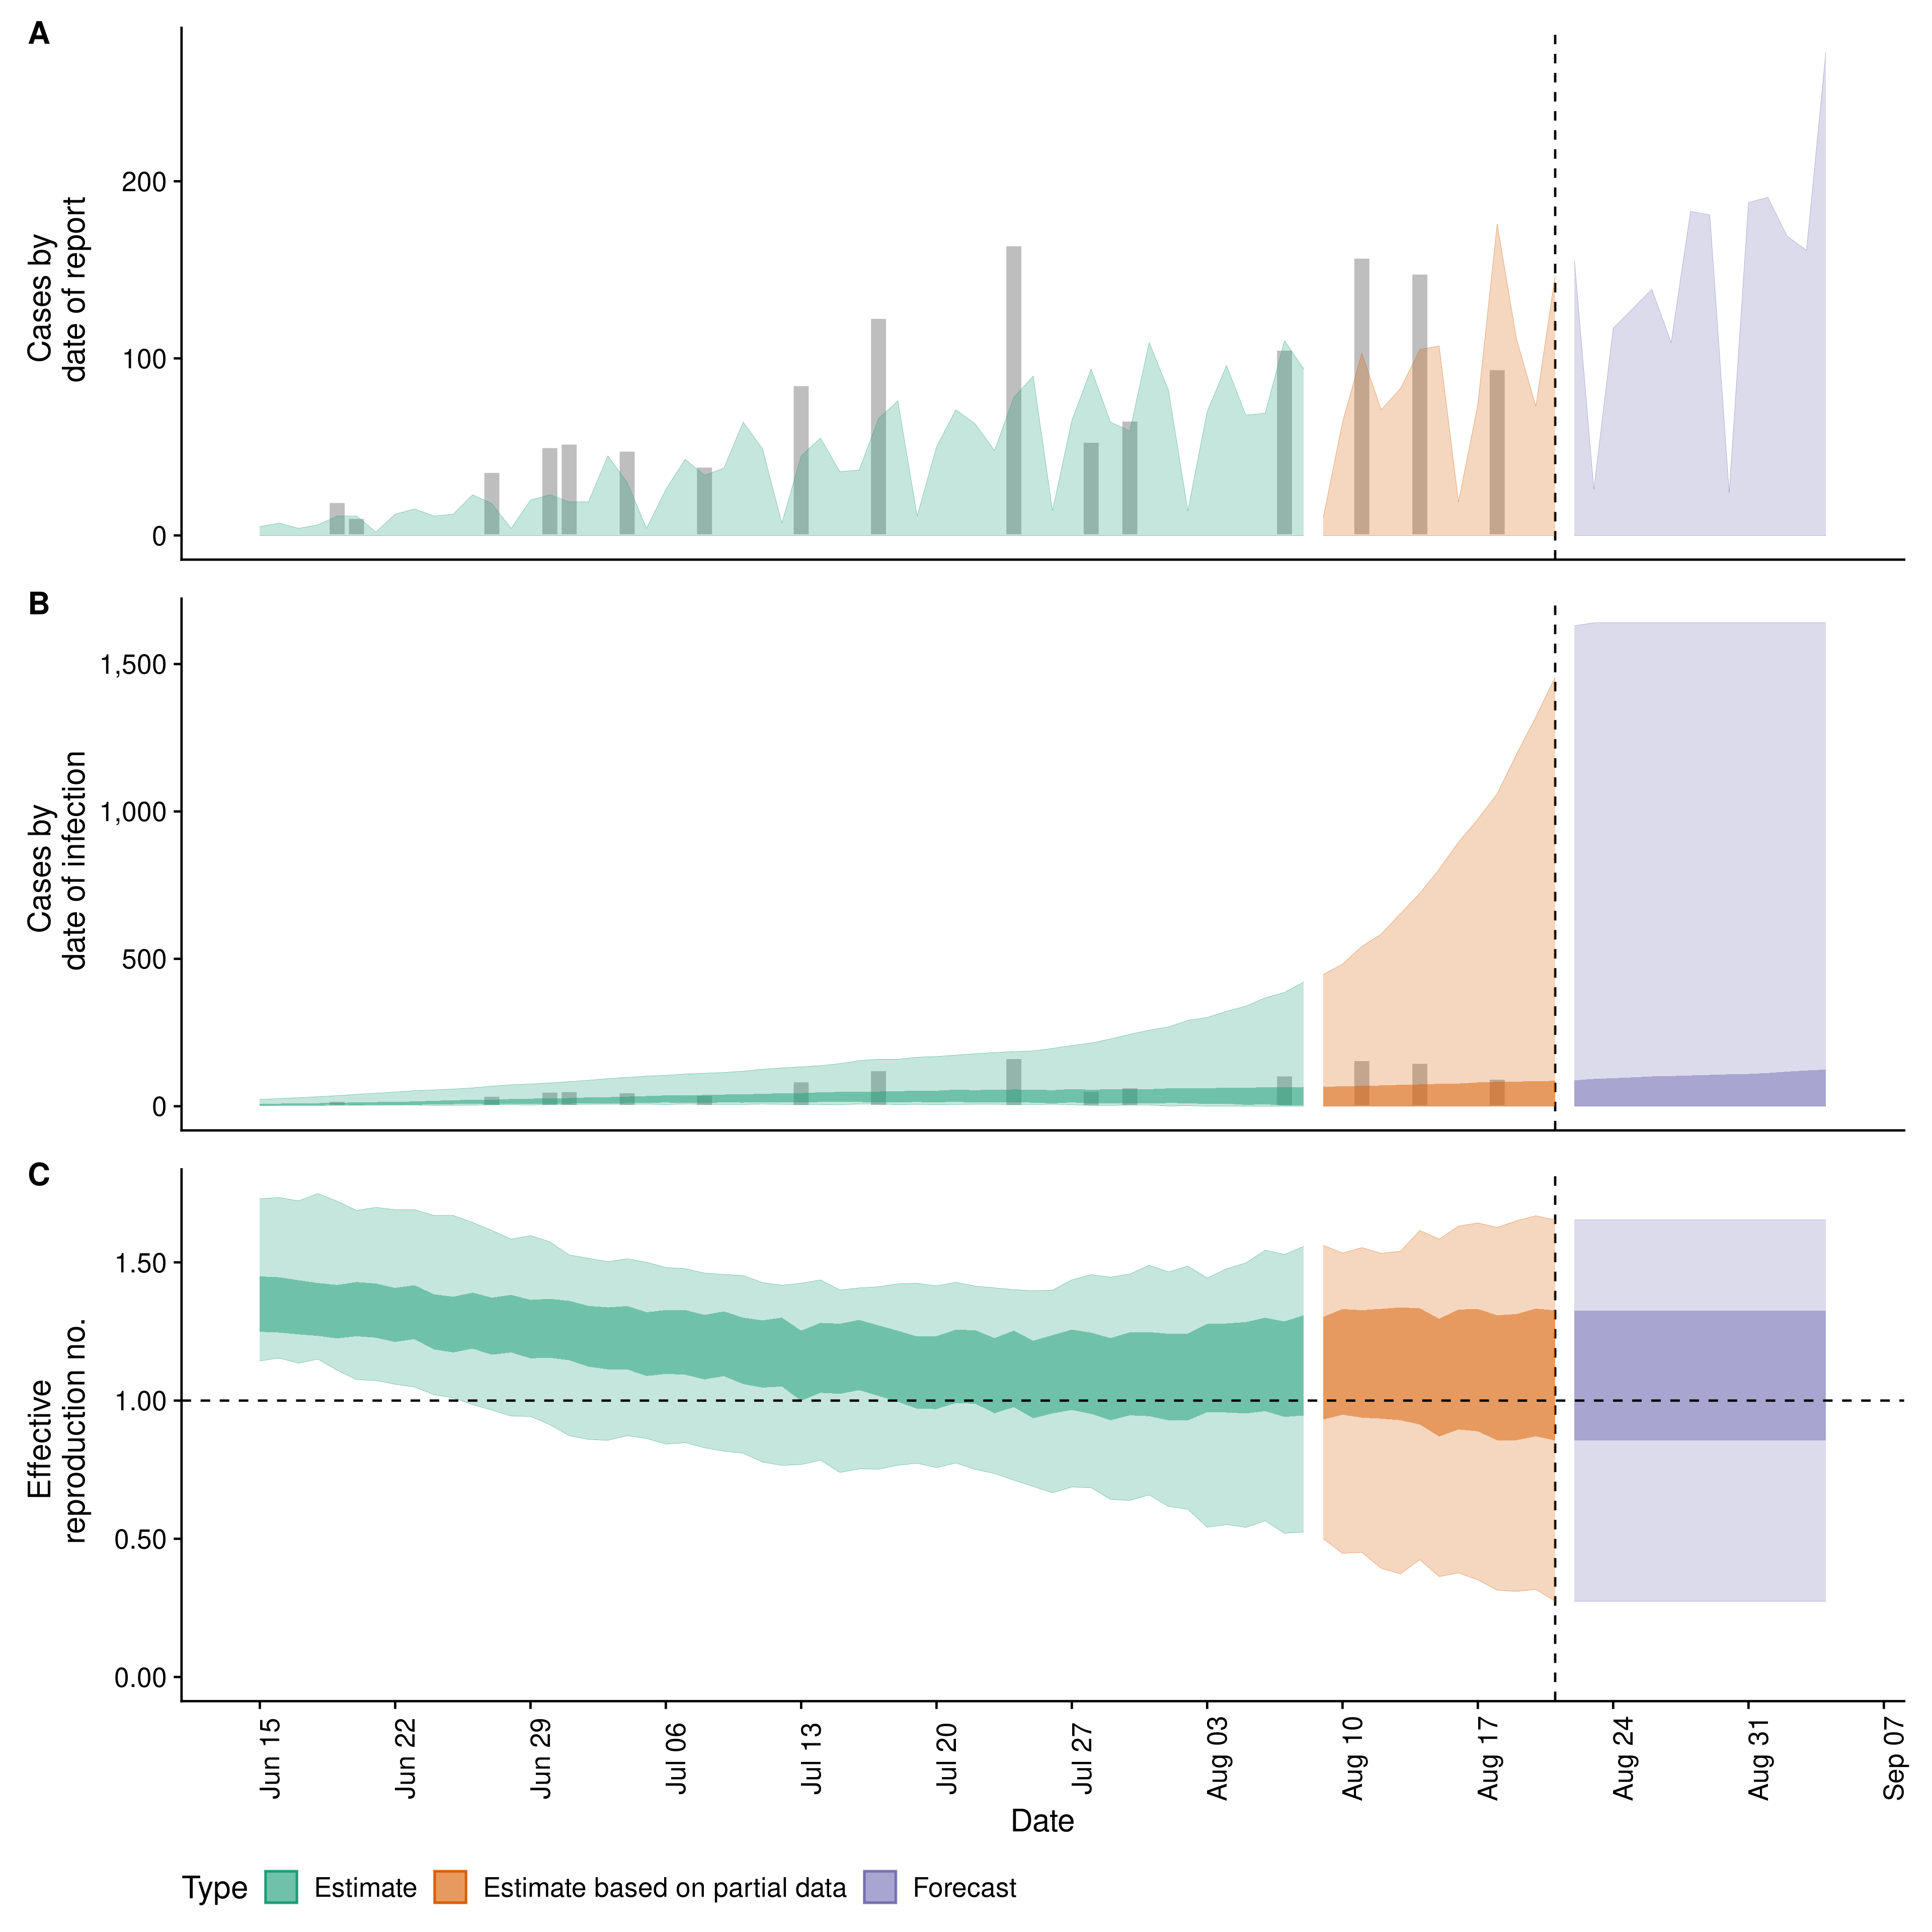 A
Cases by
date of report
200
100
0
B
Cases by
date of infection
1,500
1,000
500
0
C
Effective
reproduction no.
1.50
1.00
0.50
0.00
Jun 15
Jun 22
Jun 29
Jul 06
Jul 13
Jul 20
Jul 27
Aug 03
Aug 10
Aug 17
Aug 24
Aug 31
Sep 07
Date
Type Estimate Estimate based on partial data Forecast